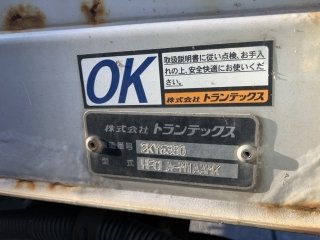 OK
取扱説明書に従い点検、お手入
れの上、安全快適にお使いくだ
さい。
株式会社 トランテックス
株式会社 トランテックス
番号
型 式